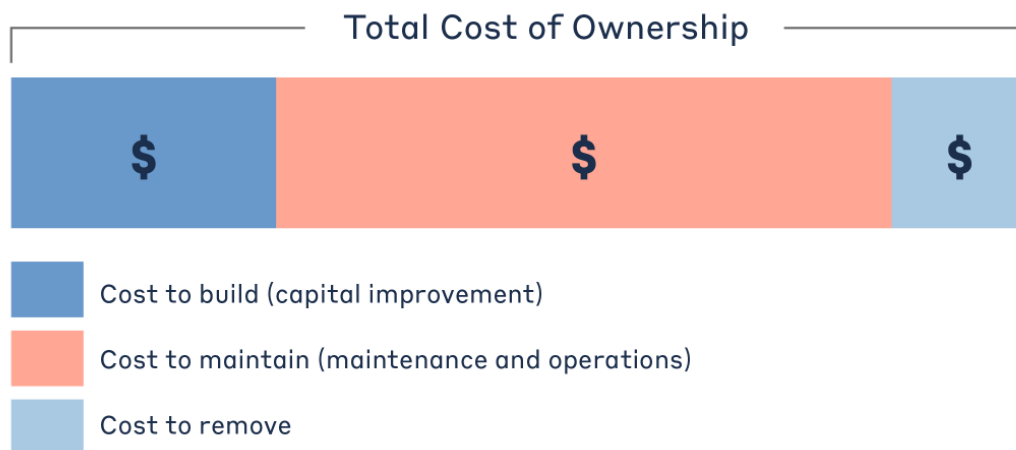 Total Cost of Ownership
$ $ $
Cost to build (capital improvement)
Cost to maintain (maintenance and operations)
Cost to remove